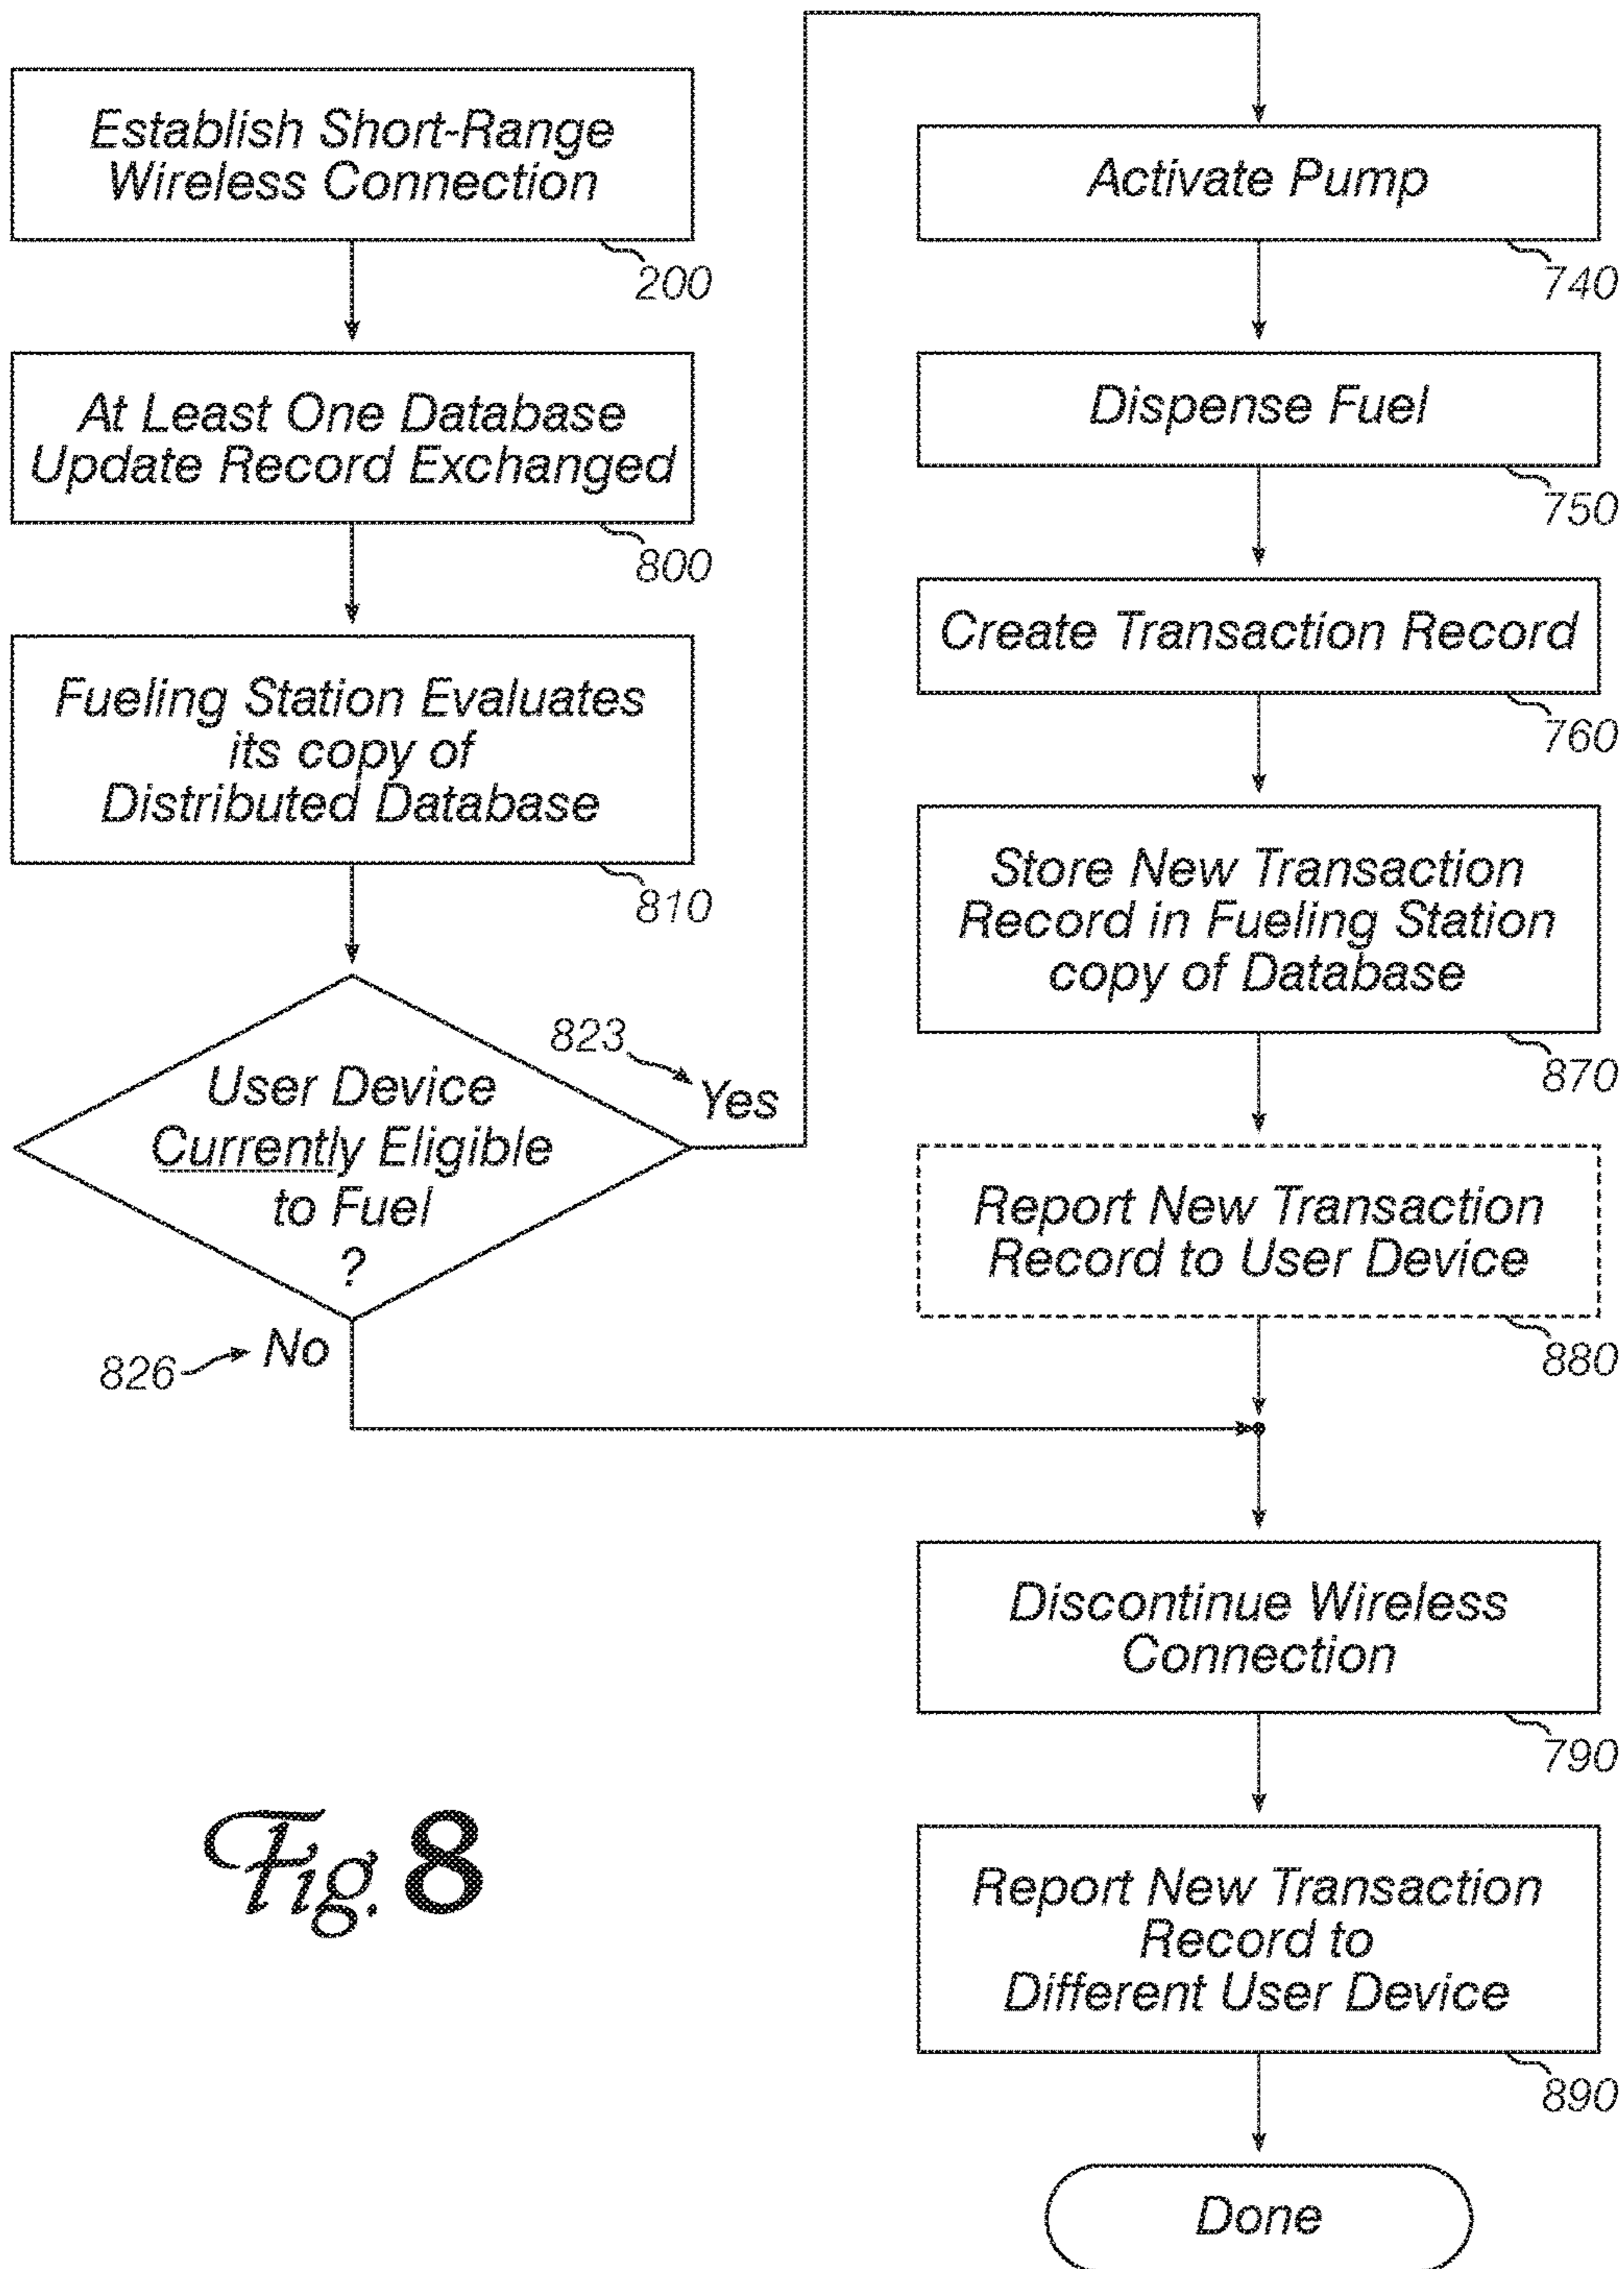 Establish Short-Range
Wireless Connection
200
At Least One Database
Update Record Exchanged
800
Fueling Station Evaluates
its copy of
Distributed Database
810
User Device
Currently Eligible
to Fuel
?
823
Yes
826
No
Activate Pump
740
Dispense Fuel
750
Create Transaction Record
760
Store New Transaction
Record in Fueling Station
copy of Database
870
Report New Transaction
Record to User Device
880
Discontinue Wireless
Connection
790
Report New Transaction
Record to
Different User Device
890
Done
Fig. 8